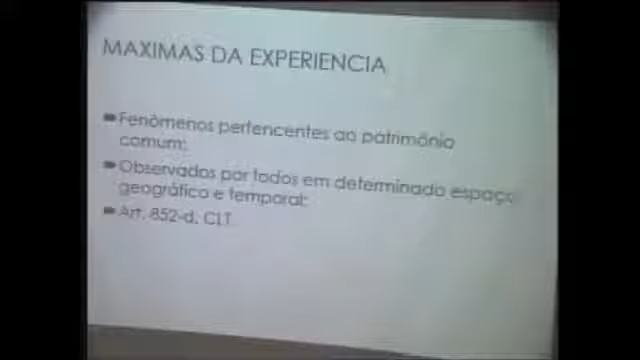 MAXIMAS DA EXPERIENCIA
Fenômenos pertencentes ao patrimônio
comum;
Observados por todos em determinado espaço
geográfico e temporal;
Art. 852-d, CLT